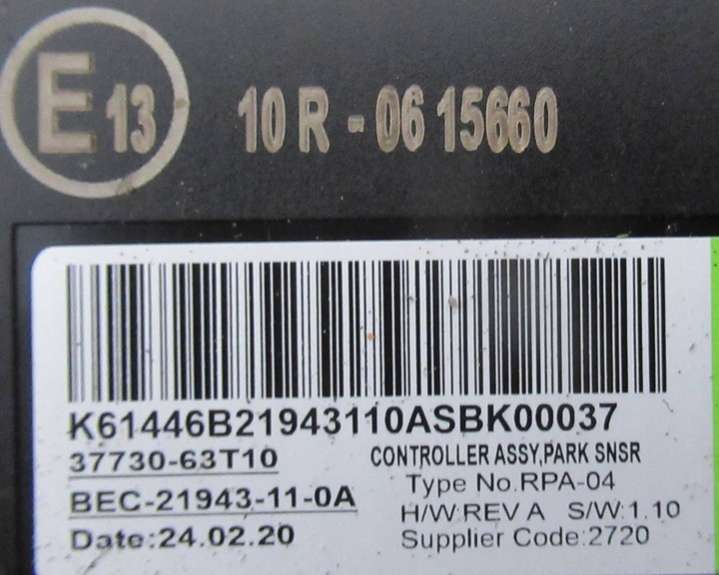 E13 10 R - 06 15660
K61446B21943110ASBK00037
37730-63T10 CONTROLLER ASSY,PARK SNSR
Type No.RPA-04
BEC-21943-11-0A
H/W:REV A S/W:1.10
Date:24.02.20 Supplier Code:2720